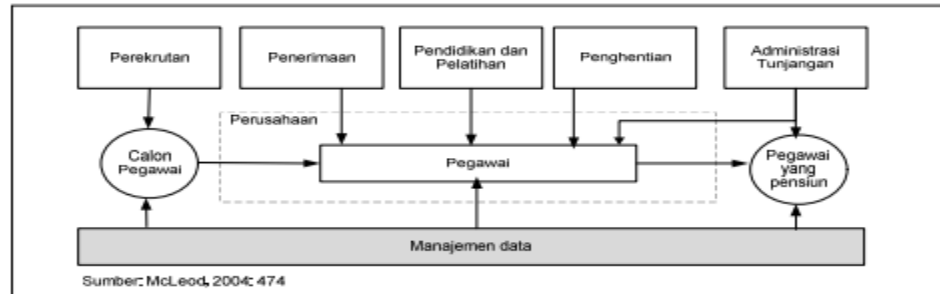 Perekrutan
Penerimaan
Pendidikan dan
Pelatihan
Penghentian
Administrasi
Tunjangan
Perusahaan
Calon
Pegawai
Pegawai
Pegawai
yang
pensiun
Manajemen data
Sumber: McLeod, 2004: 474